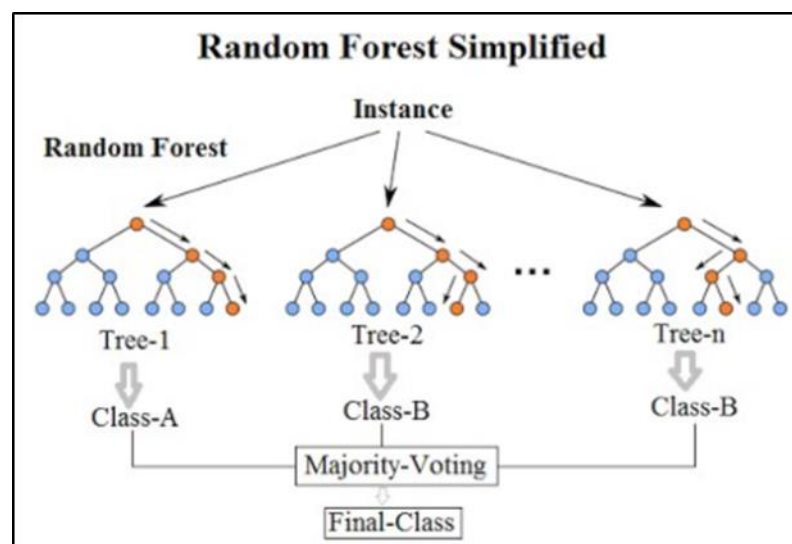 Random Forest Simplified
Instance
Random Forest
...
Tree-1
Tree-2
Tree-n
Class-A
Class-B
Class-B
Majority-Voting
Final-Class